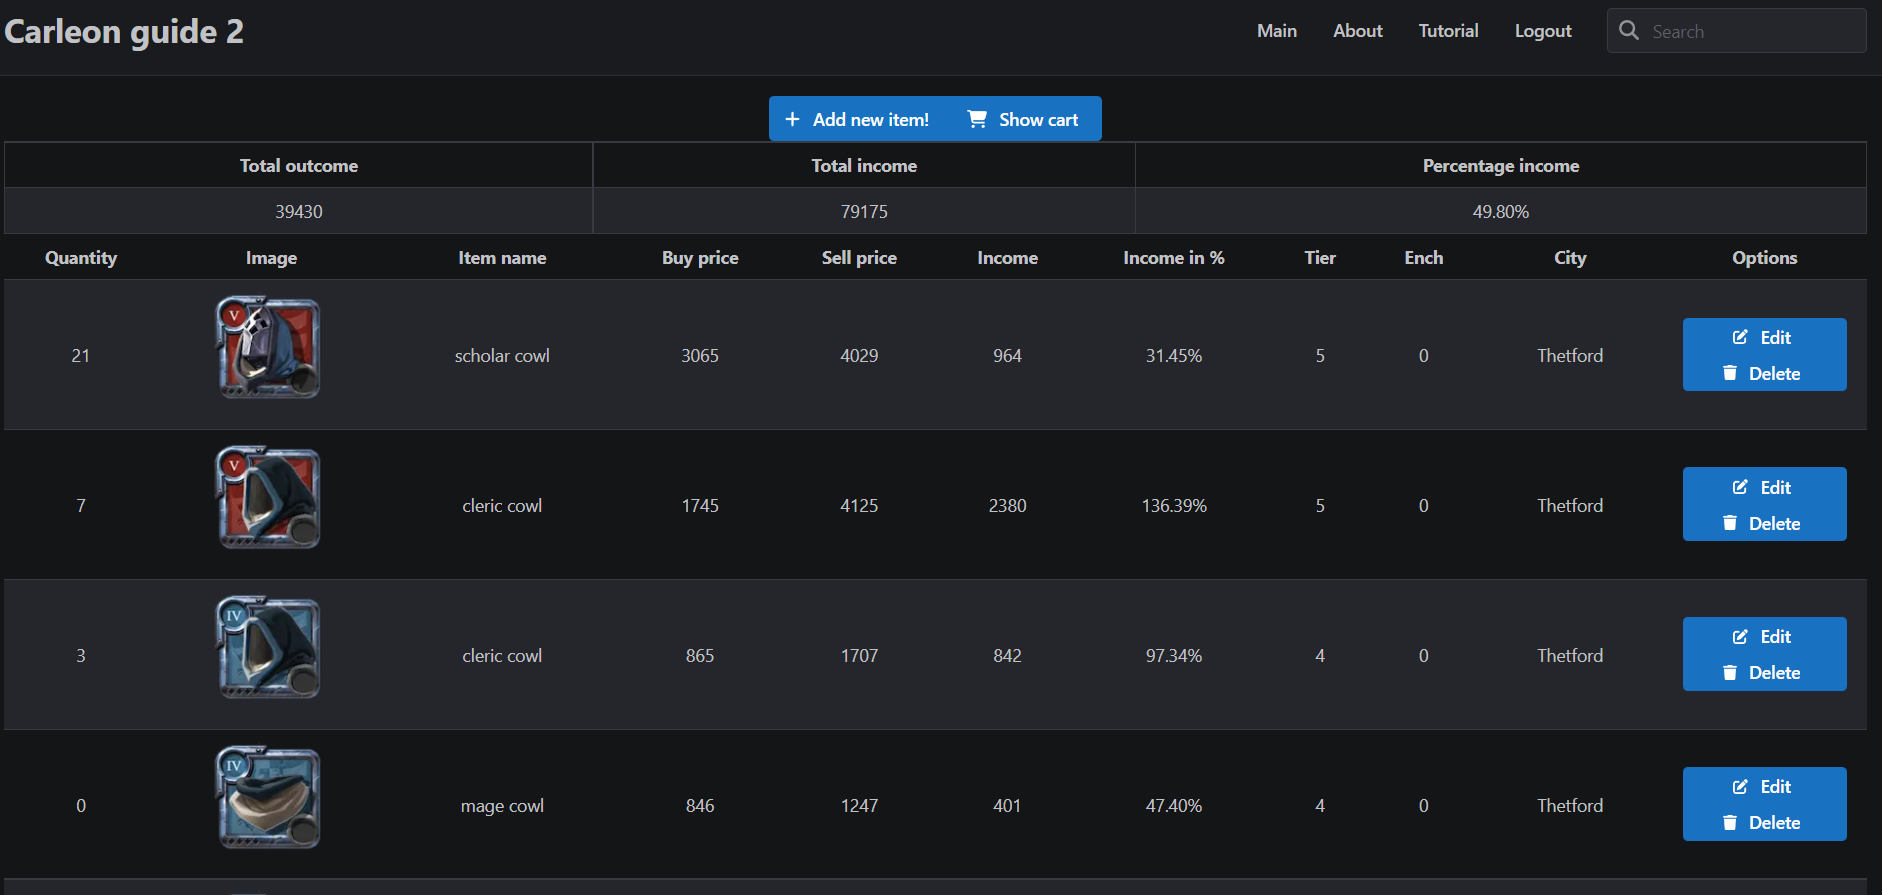 Carleon guide 2
Main About Tutorial Logout Search
Add new item! Show cart
Total outcome Total income Percentage income
39430 79175 49.80%
Quantity Image Item name Buy price Sell price Income Income in % Tier Ench City Options
V
21 scholar cowl 3065 4029 964 31.45% 5 0 Thetford Edit
Delete
V
7 cleric cowl 1745 4125 2380 136.39% 5 0 Thetford Edit
Delete
IV
3 cleric cowl 865 1707 842 97.34% 4 0 Thetford Edit
Delete
IV
0 mage cowl 846 1247 401 47.40% 4 0 Thetford Edit
Delete